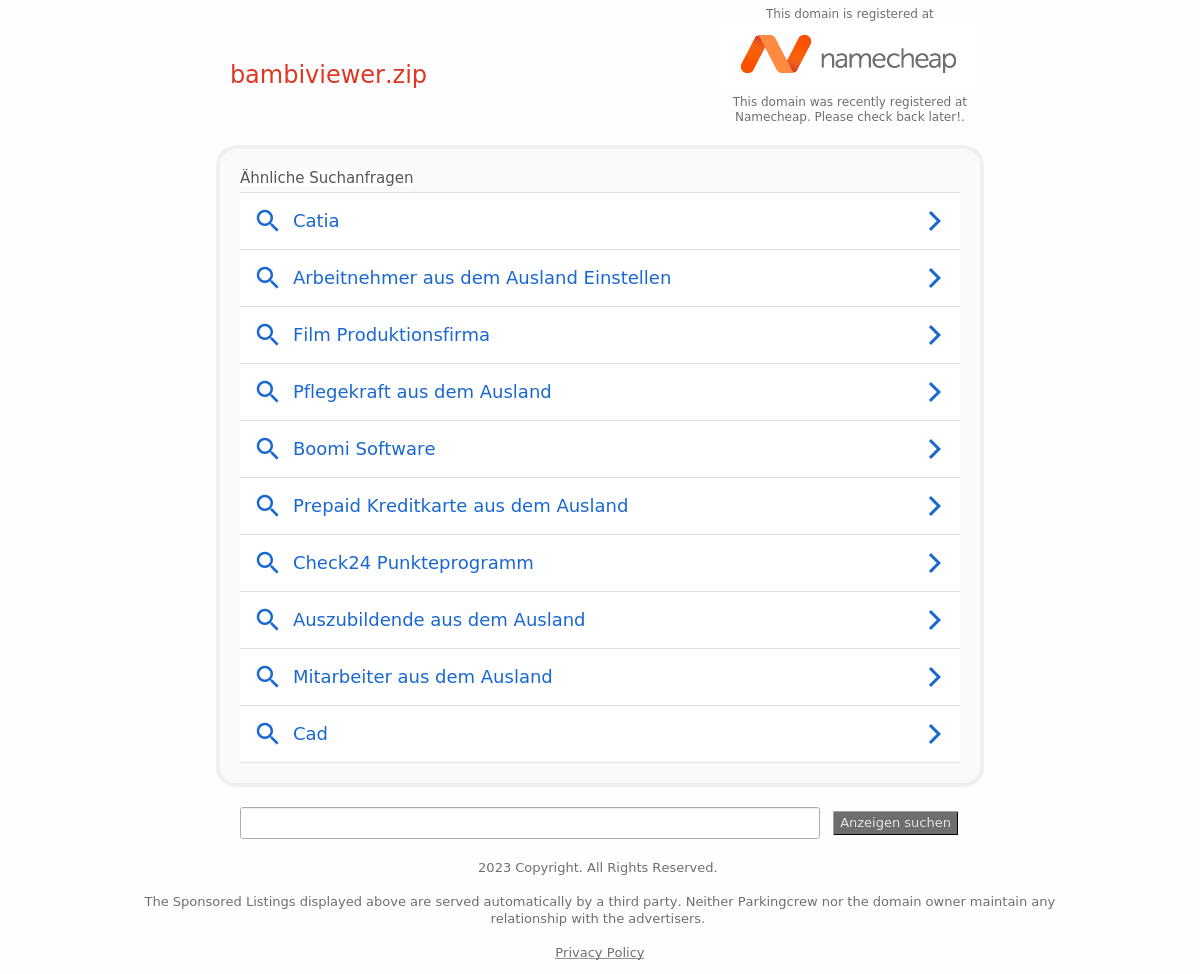 This domain is registered at
namecheap
bambiviewer.zip
This domain was recently registered at
Namecheap. Please check back later!.
Ähnliche Suchanfragen
Catia
Arbeitnehmer aus dem Ausland Einstellen
Film Produktionsfirma
Pflegekraft aus dem Ausland
Boomi Software
Prepaid Kreditkarte aus dem Ausland
Check24 Punkteprogramm
Auszubildende aus dem Ausland
Mitarbeiter aus dem Ausland
Cad
Anzeigen suchen
2023 Copyright. All Rights Reserved.
The Sponsored Listings displayed above are served automatically by a third party. Neither Parkingcrew nor the domain owner maintain any
relationship with the advertisers.
Privacy Policy